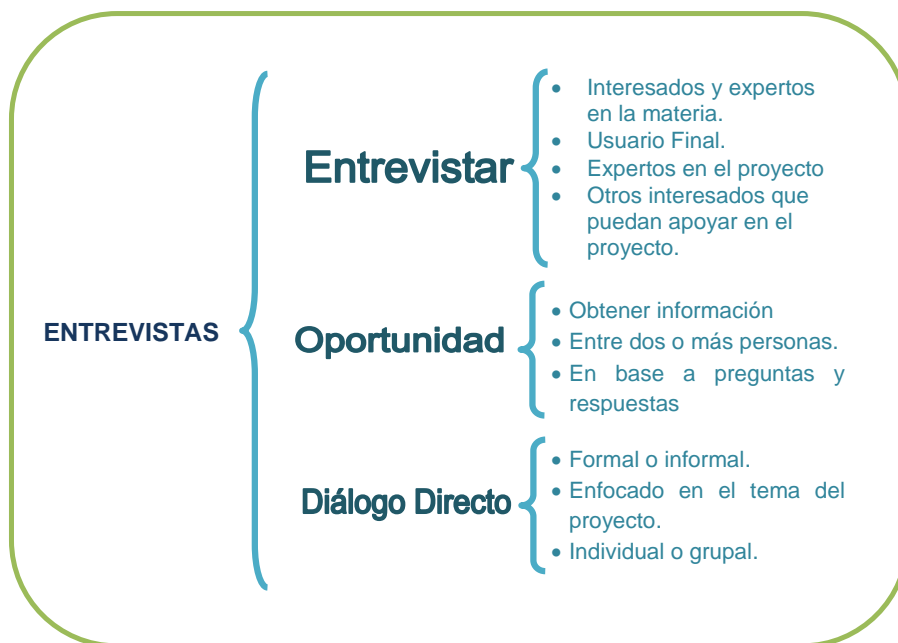 ENTREVISTAS
Entrevistar
• Interesados y expertos
en la materia.
• Usuario Final.
• Expertos en el proyecto
• Otros interesados que
puedan apoyar en el
proyecto.
Oportunidad
• Obtener información
• Entre dos o más personas.
• En base a preguntas y
respuestas
Diálogo Directo
• Formal o informal.
• Enfocado en el tema del
proyecto.
• Individual o grupal.